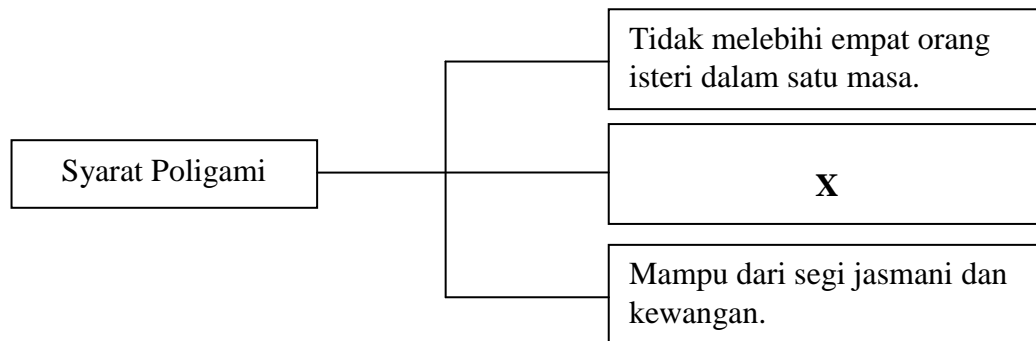 Tidak melebihi empat orang
isteri dalam satu masa.
Syarat Poligami
X
Mampu dari segi jasmani dan
kewangan.